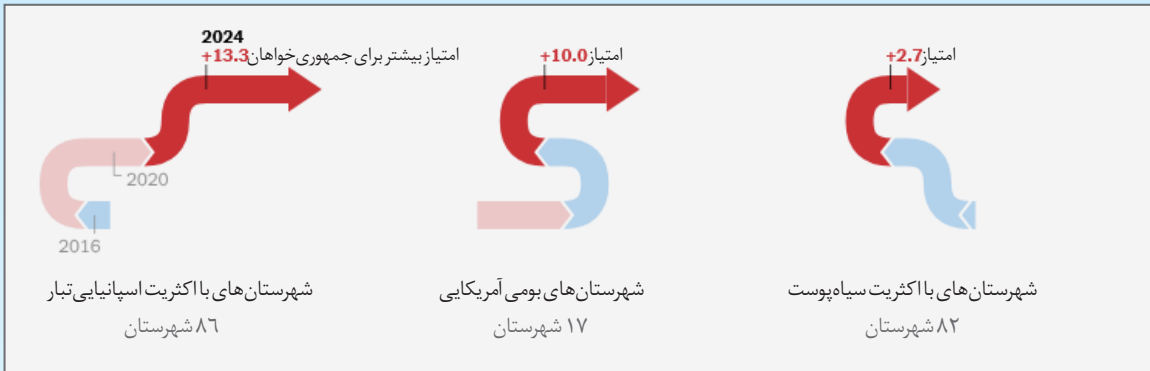 2024
+13.3 امتیاز بیشتر برای جمهوری‌خواهان
2020
2016
شهرستان‌های با اکثریت اسپانیایی‌تبار
۸٦ شهرستان
+10.0 امتیاز
شهرستان‌های بومی آمریکایی
۱۷ شهرستان
+2.7 امتیاز
شهرستان‌های با اکثریت سیاه‌پوست
۸۲ شهرستان